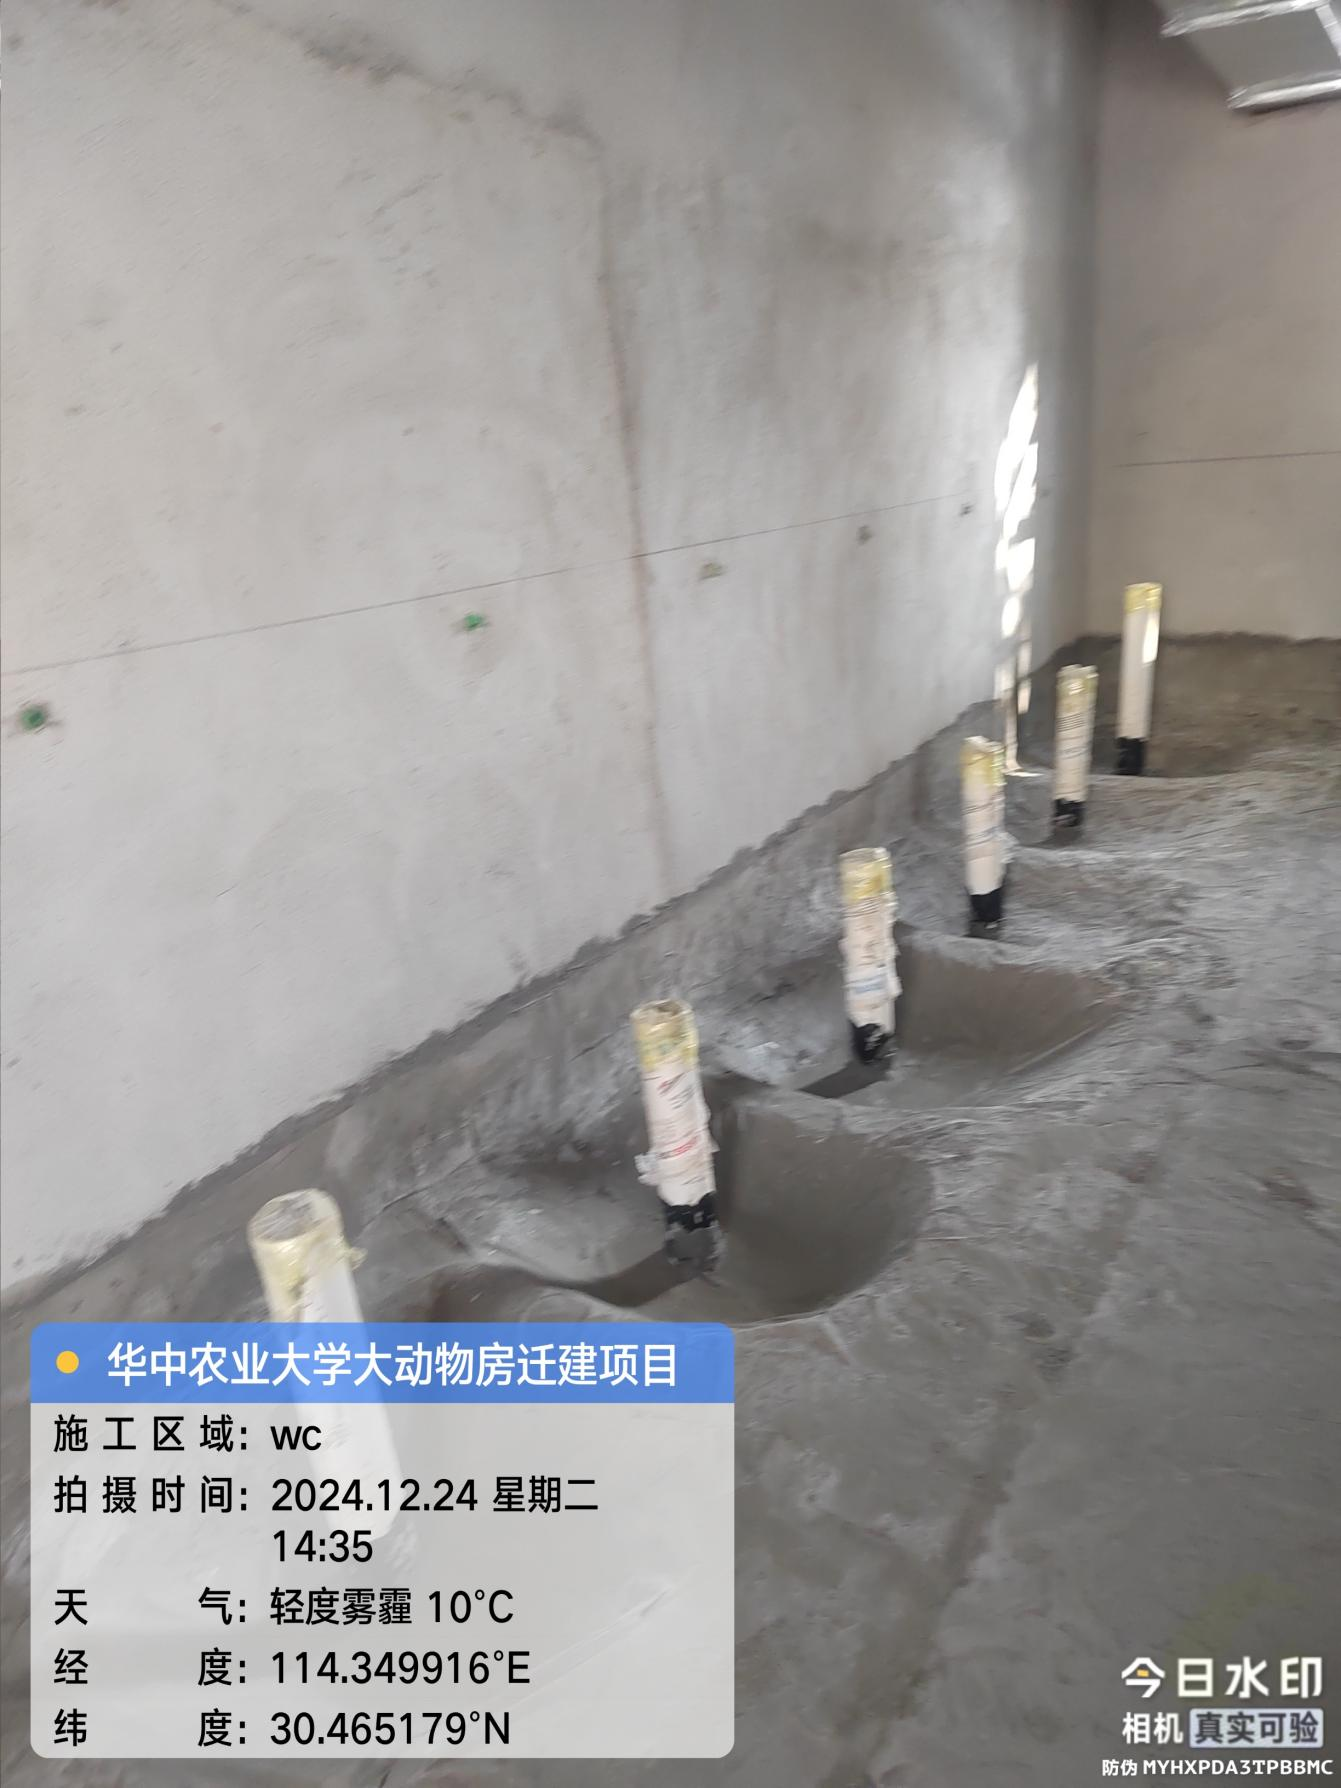 华中农业大学大动物房迁建项目
施工区域: wc
拍摄时间: 2024.12.24 星期二
14:35
天气: 轻度雾霾 10°C
经度: 114.349916°E
纬度: 30.465179°N
今日水印
相机 真实可验
防伪 MYHXPDA3TPBBMC